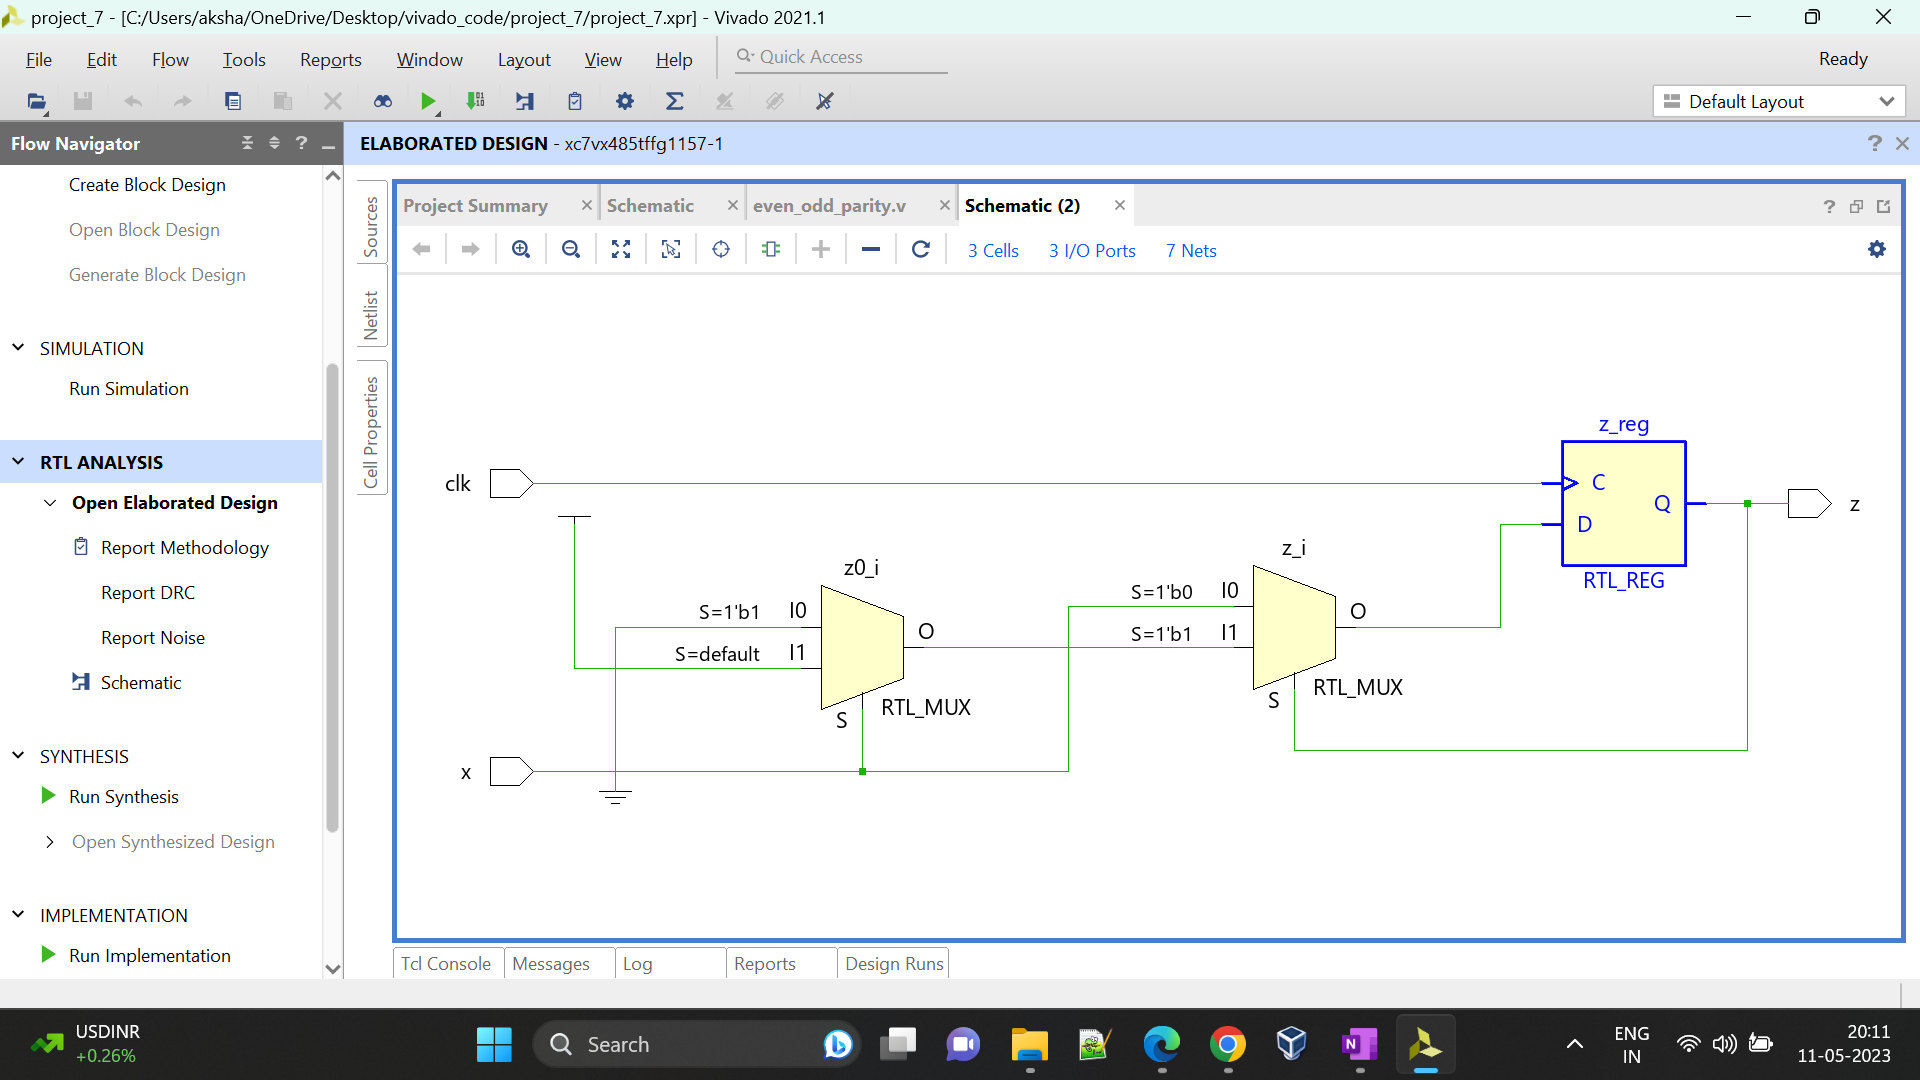 project_7 - [C:/Users/aksha/OneDrive/Desktop/vivado_code/project_7/project_7.xpr] - Vivado 2021.1
File Edit Flow Tools Reports Window Layout View Help Quick Access Ready
Default Layout
Flow Navigator ?
ELABORATED DESIGN - xc7vx485tffg1157-1 ?
Create Block Design
Open Block Design
Generate Block Design
SIMULATION
Run Simulation
RTL ANALYSIS
Open Elaborated Design
Report Methodology
Report DRC
Report Noise
Schematic
SYNTHESIS
Run Synthesis
Open Synthesized Design
IMPLEMENTATION
Run Implementation
Sources
Netlist
Cell Properties
Project Summary Schematic even_odd_parity.v Schematic (2) ?
3 Cells 3 I/O Ports 7 Nets
clk
z0_i
S=1'b1 I0
S=default I1
O
S
RTL_MUX
x
z_i
S=1'b0 I0
S=1'b1 I1
O
S
RTL_MUX
z_reg
C
Q
D
RTL_REG
z
Tcl Console Messages Log Reports Design Runs
USDINR
+0.26%
Search
ENG
IN
20:11
11-05-2023